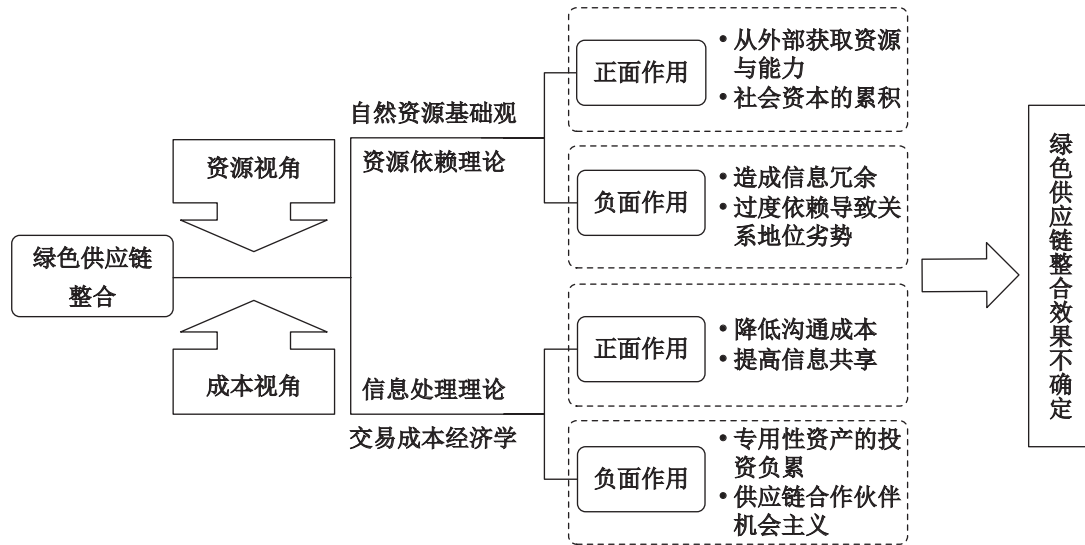 绿色供应链
整合
资源视角
成本视角
自然资源基础观
资源依赖理论
信息处理理论
交易成本经济学
正面作用
• 从外部获取资源
与能力
• 社会资本的累积
负面作用
• 造成信息冗余
• 过度依赖导致关
系地位劣势
正面作用
• 降低沟通成本
• 提高信息共享
负面作用
• 专用性资产的投
资负累
• 供应链合作伙伴
机会主义
绿色供应链整合效果不确定